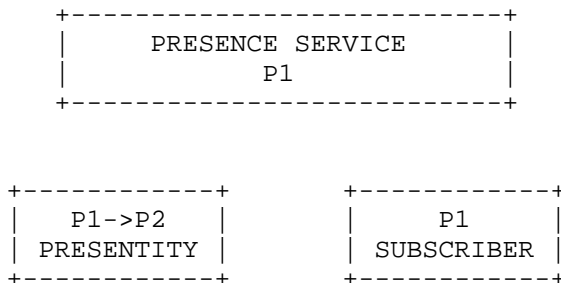 PRESENCE SERVICE
P1
P1->P2
PRESENTITY
P1
SUBSCRIBER